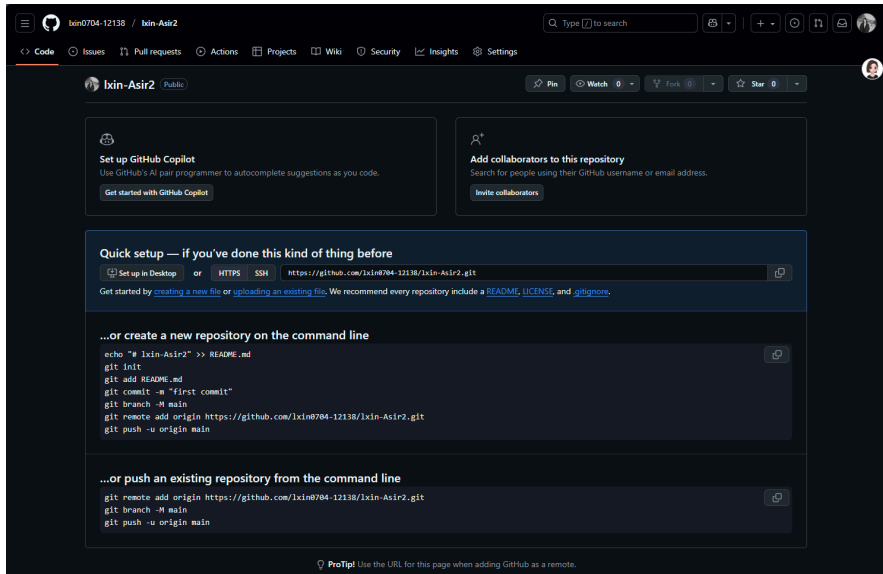 lxin0704-12138 / lxin-Asir2
Type / to search
Code Issues Pull requests Actions Projects Wiki Security Insights Settings
lxin-Asir2 Public
Pin Watch 0 Fork 0 Star 0
Set up GitHub Copilot
Use GitHub's AI pair programmer to autocomplete suggestions as you code.
Get started with GitHub Copilot
Add collaborators to this repository
Search for people using their GitHub username or email address.
Invite collaborators
Quick setup — if you've done this kind of thing before
Set up in Desktop or HTTPS SSH https://github.com/lxin0704-12138/lxin-Asir2.git
Get started by creating a new file or uploading an existing file. We recommend every repository include a README, LICENSE, and .gitignore.
...or create a new repository on the command line
echo "# lxin-Asir2" >> README.md
git init
git add README.md
git commit -m "first commit"
git branch -M main
git remote add origin https://github.com/lxin0704-12138/lxin-Asir2.git
git push -u origin main
...or push an existing repository from the command line
git remote add origin https://github.com/lxin0704-12138/lxin-Asir2.git
git branch -M main
git push -u origin main
ProTip! Use the URL for this page when adding GitHub as a remote.